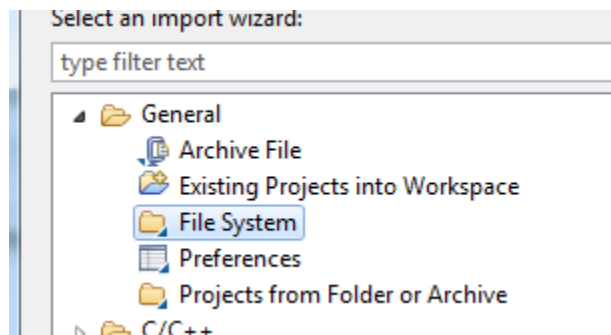 Select an import wizard:
type filter text
General
Archive File
Existing Projects into Workspace
File System
Preferences
Projects from Folder or Archive
C/C++